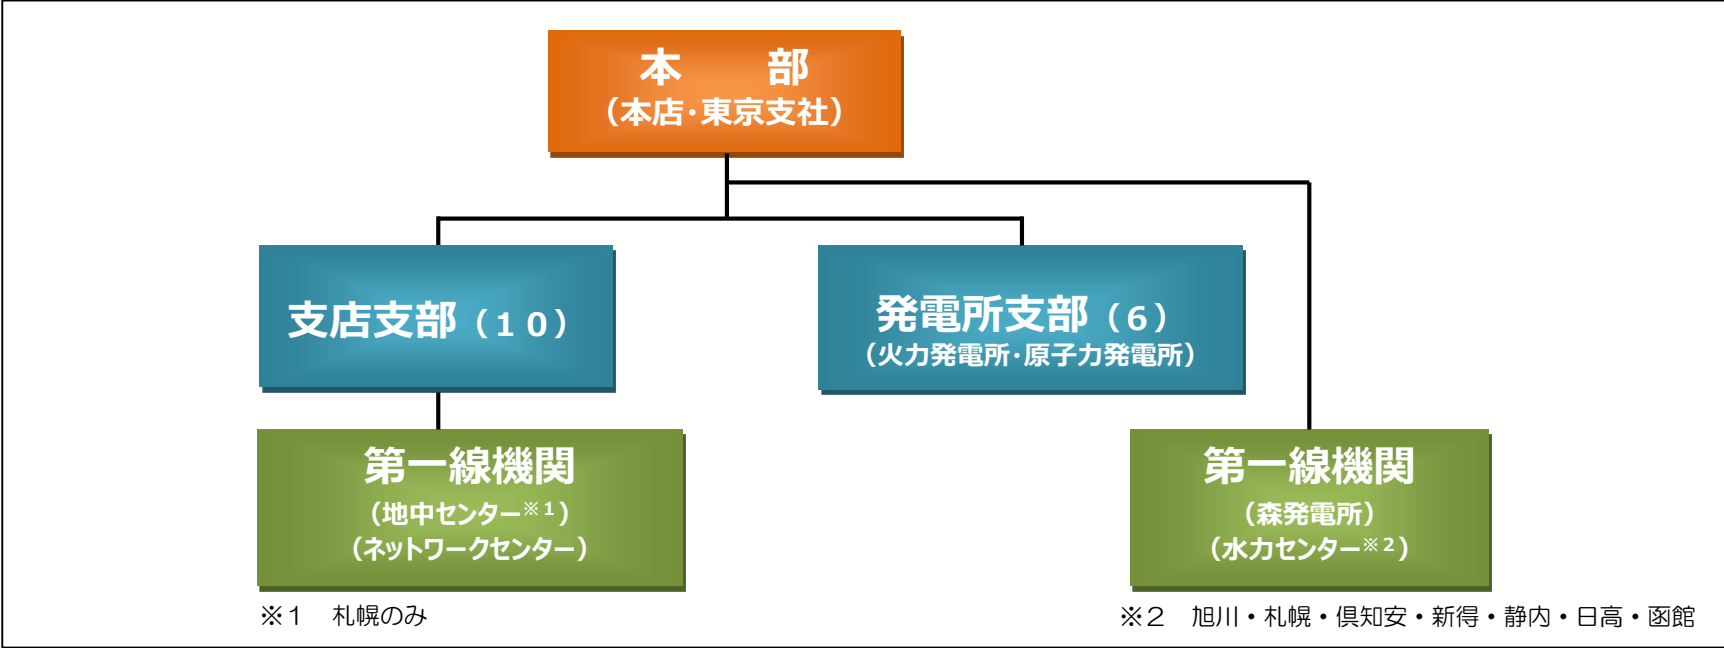 本　　部
（本店･東京支社）
支店支部（１０）
発電所支部（６）
（火力発電所･原子力発電所）
第一線機関
（地中センター※１）
（ネットワークセンター）
第一線機関
（森発電所）
（水力センター※２）
※１　札幌のみ
※２　旭川・札幌・倶知安・新得・静内・日高・函館